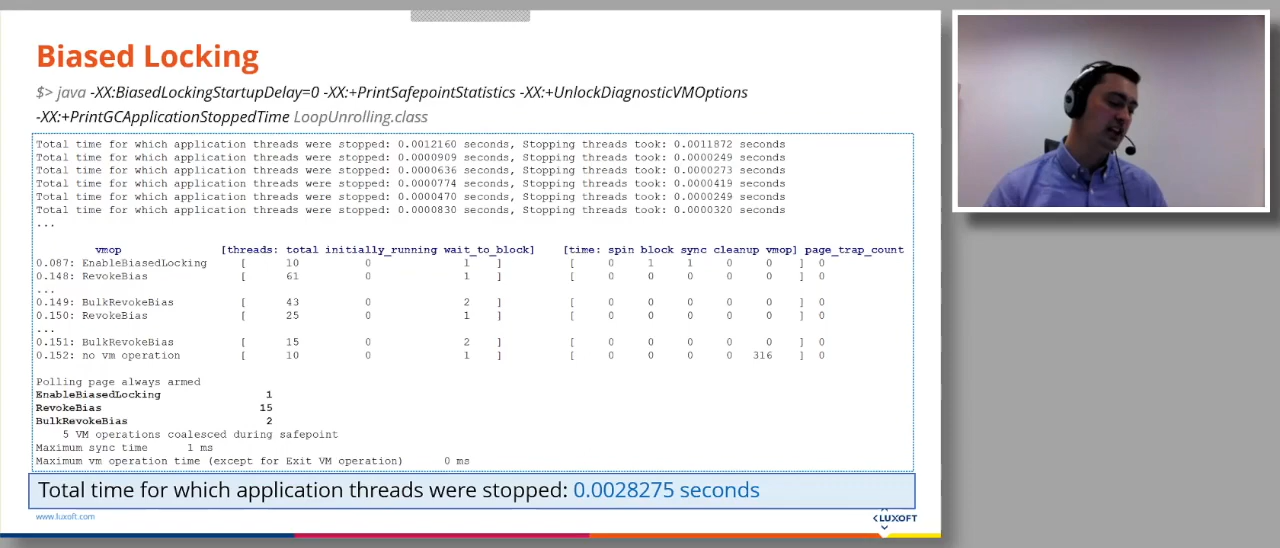 Biased Locking
$> java -XX:BiasedLockingStartupDelay=0 -XX:+PrintSafepointStatistics -XX:+UnlockDiagnosticVMOptions
-XX:+PrintGCApplicationStoppedTime LoopUnrolling.class
Total time for which application threads were stopped: 0.0012160 seconds, Stopping threads took: 0.0011872 seconds
Total time for which application threads were stopped: 0.0000909 seconds, Stopping threads took: 0.0000249 seconds
Total time for which application threads were stopped: 0.0000636 seconds, Stopping threads took: 0.0000273 seconds
Total time for which application threads were stopped: 0.0000774 seconds, Stopping threads took: 0.0000419 seconds
Total time for which application threads were stopped: 0.0000470 seconds, Stopping threads took: 0.0000249 seconds
Total time for which application threads were stopped: 0.0000830 seconds, Stopping threads took: 0.0000320 seconds
...
vmop [threads: total initially_running wait_to_block] [time: spin block sync cleanup vmop] page_trap_count
0.087: EnableBiasedLocking [ 10 0 1 ] [ 0 1 1 0 0 ] 0
0.148: RevokeBias [ 61 0 1 ] [ 0 0 0 0 0 ] 0
...
0.149: BulkRevokeBias [ 43 0 2 ] [ 0 0 0 0 0 ] 0
0.150: RevokeBias [ 25 0 1 ] [ 0 0 0 0 0 ] 0
...
0.151: BulkRevokeBias [ 15 0 2 ] [ 0 0 0 0 0 ] 0
0.152: no vm operation [ 10 0 1 ] [ 0 0 0 0 316 ] 0
Polling page always armed
EnableBiasedLocking 1
RevokeBias 15
BulkRevokeBias 2
5 VM operations coalesced during safepoint
Maximum sync time 1 ms
Maximum vm operation time (except for Exit VM operation) 0 ms
Total time for which application threads were stopped: 0.0028275 seconds
www.luxoft.com
LUXOFT